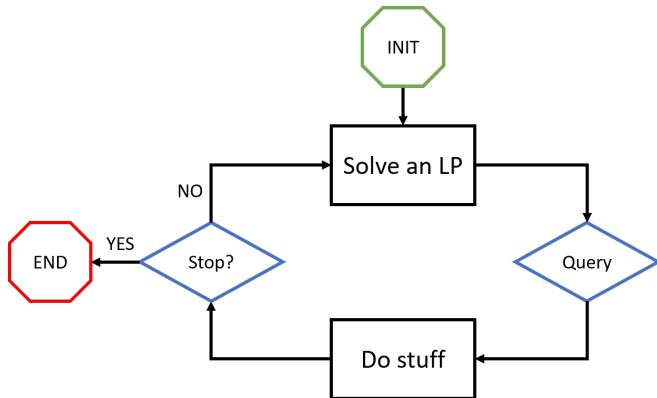 INIT
Solve an LP
NO
YES
END
Stop?
Query
Do stuff